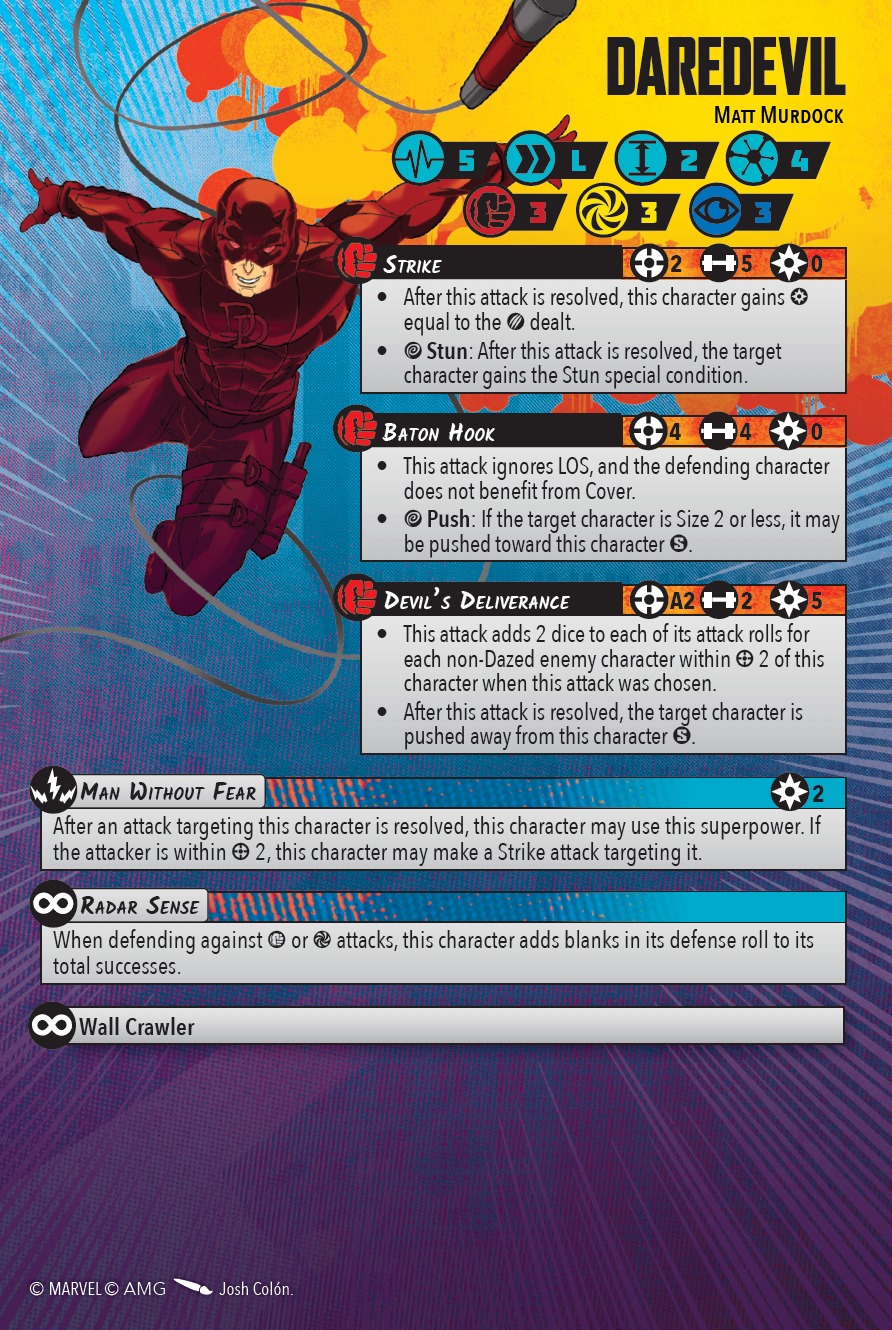 DAREDEVIL
MATT MURDOCK
5 L 2 4
3 3 3
STRIKE 2 5 0
• After this attack is resolved, this character gains
equal to the dealt.
• Stun: After this attack is resolved, the target
character gains the Stun special condition.
BATON HOOK 4 4 0
• This attack ignores LOS, and the defending character
does not benefit from Cover.
• Push: If the target character is Size 2 or less, it may
be pushed toward this character S.
DEVIL'S DELIVERANCE A2 2 5
• This attack adds 2 dice to each of its attack rolls for
each non-Dazed enemy character within 2 of this
character when this attack was chosen.
• After this attack is resolved, the target character is
pushed away from this character S.
MAN WITHOUT FEAR 2
After an attack targeting this character is resolved, this character may use this superpower. If
the attacker is within 2, this character may make a Strike attack targeting it.
RADAR SENSE
When defending against or attacks, this character adds blanks in its defense roll to its
total successes.
Wall Crawler
DD
© MARVEL © AMG Josh Colón.